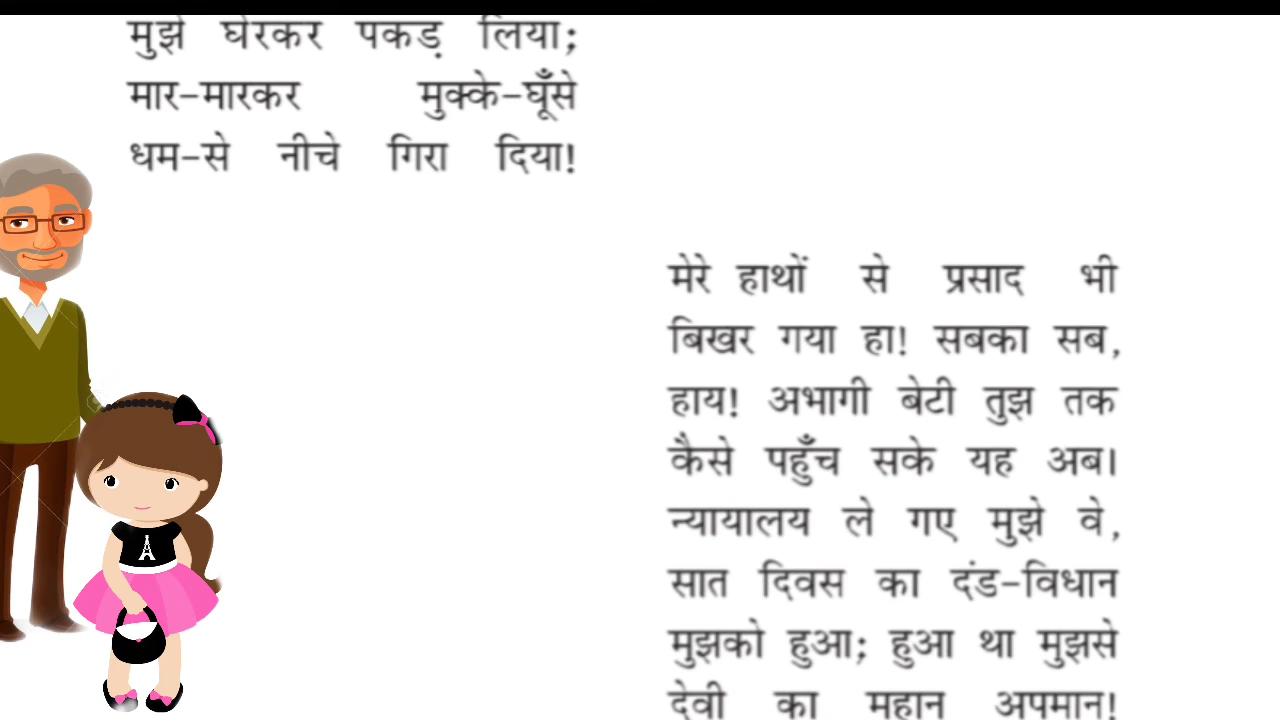 मुझे घेरकर पकड़ लिया;
मार-मारकर मुक्के-घूँसे
धम-से नीचे गिरा दिया!
मेरे हाथों से प्रसाद भी
बिखर गया हा! सबका सब,
हाय! अभागी बेटी तुझ तक
कैसे पहुँच सके यह अब।
न्यायालय ले गए मुझे वे,
सात दिवस का दंड-विधान
मुझको हुआ; हुआ था मुझसे
देवी का महान अपमान!